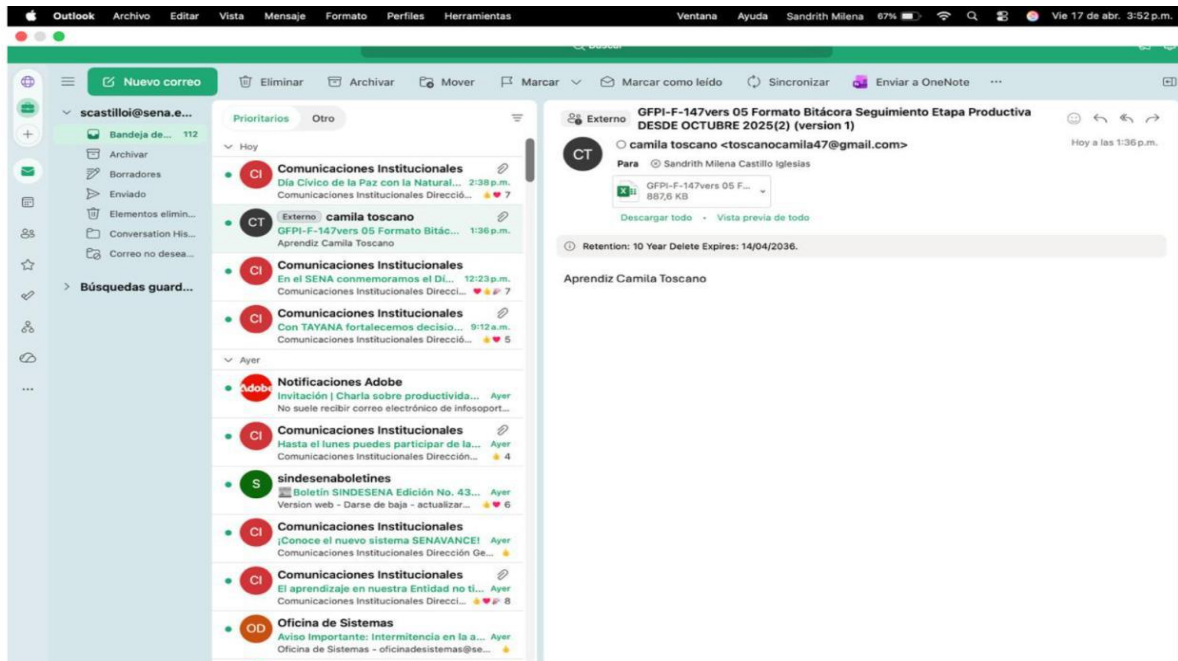 Outlook Archivo Editar Vista Mensaje Formato Perfiles Herramientas Ventana Ayuda Sandrith Milena 67% Vie 17 de abr. 3:52 p.m.
Nuevo correo Eliminar Archivar Mover Marcar Marcar como leído Sincronizar Enviar a OneNote ...
scastilloi@sena.e...
Bandeja de... 112
Archivar
Borradores
Enviado
Elementos elimin...
Conversation His...
Correo no desea...
Búsquedas guard...
Prioritarios Otro
Hoy
CI Comunicaciones Institucionales
Día Cívico de la Paz con la Natural... 2:38 p.m.
Comunicaciones Institucionales Direcció... 7
CT Externo camila toscano
GFPI-F-147vers 05 Formato Bitác... 1:36 p.m.
Aprendiz Camila Toscano
CI Comunicaciones Institucionales
En el SENA conmemoramos el Dí... 12:23 p.m.
Comunicaciones Institucionales Direcci... 7
CI Comunicaciones Institucionales
Con TAYANA fortalecemos decisio... 9:12 a.m.
Comunicaciones Institucionales Direcció... 5
Ayer
Adobe Notificaciones Adobe
Invitación | Charla sobre productivida... Ayer
No suele recibir correo electrónico de infosoport...
CI Comunicaciones Institucionales
Hasta el lunes puedes participar de la... Ayer
Comunicaciones Institucionales Dirección... 4
S sindesenaboletines
Boletín SINDESENA Edición No. 43... Ayer
Version web - Darse de baja - actualizar... 6
CI Comunicaciones Institucionales
¡Conoce el nuevo sistema SENAVANCE! Ayer
Comunicaciones Institucionales Dirección Ge...
CI Comunicaciones Institucionales
El aprendizaje en nuestra Entidad no ti... Ayer
Comunicaciones Institucionales Direcci... 8
OD Oficina de Sistemas
Aviso Importante: Intermitencia en la a... Ayer
Oficina de Sistemas - oficinadesistemas@se...
Externo GFPI-F-147vers 05 Formato Bitácora Seguimiento Etapa Productiva
DESDE OCTUBRE 2025(2) (version 1)
CT camila toscano <toscanocamila47@gmail.com> Hoy a las 1:36 p.m.
Para Sandrith Milena Castillo Iglesias
GFPI-F-147vers 05 F...
887,6 KB
Descargar todo • Vista previa de todo
Retention: 10 Year Delete Expires: 14/04/2036.
Aprendiz Camila Toscano